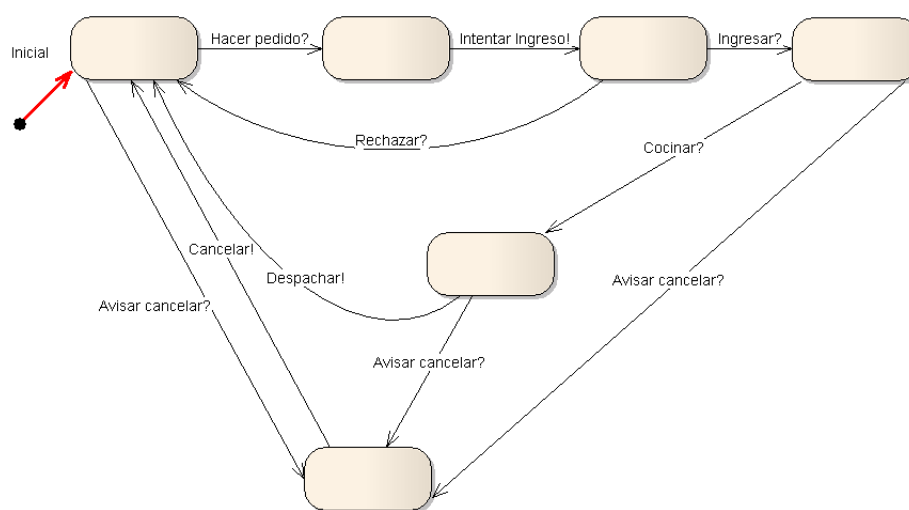 Inicial
Hacer pedido?
Intentar Ingreso!
Ingresar?
Rechazar?
Cocinar?
Cancelar!
Despachar!
Avisar cancelar?
Avisar cancelar?
Avisar cancelar?